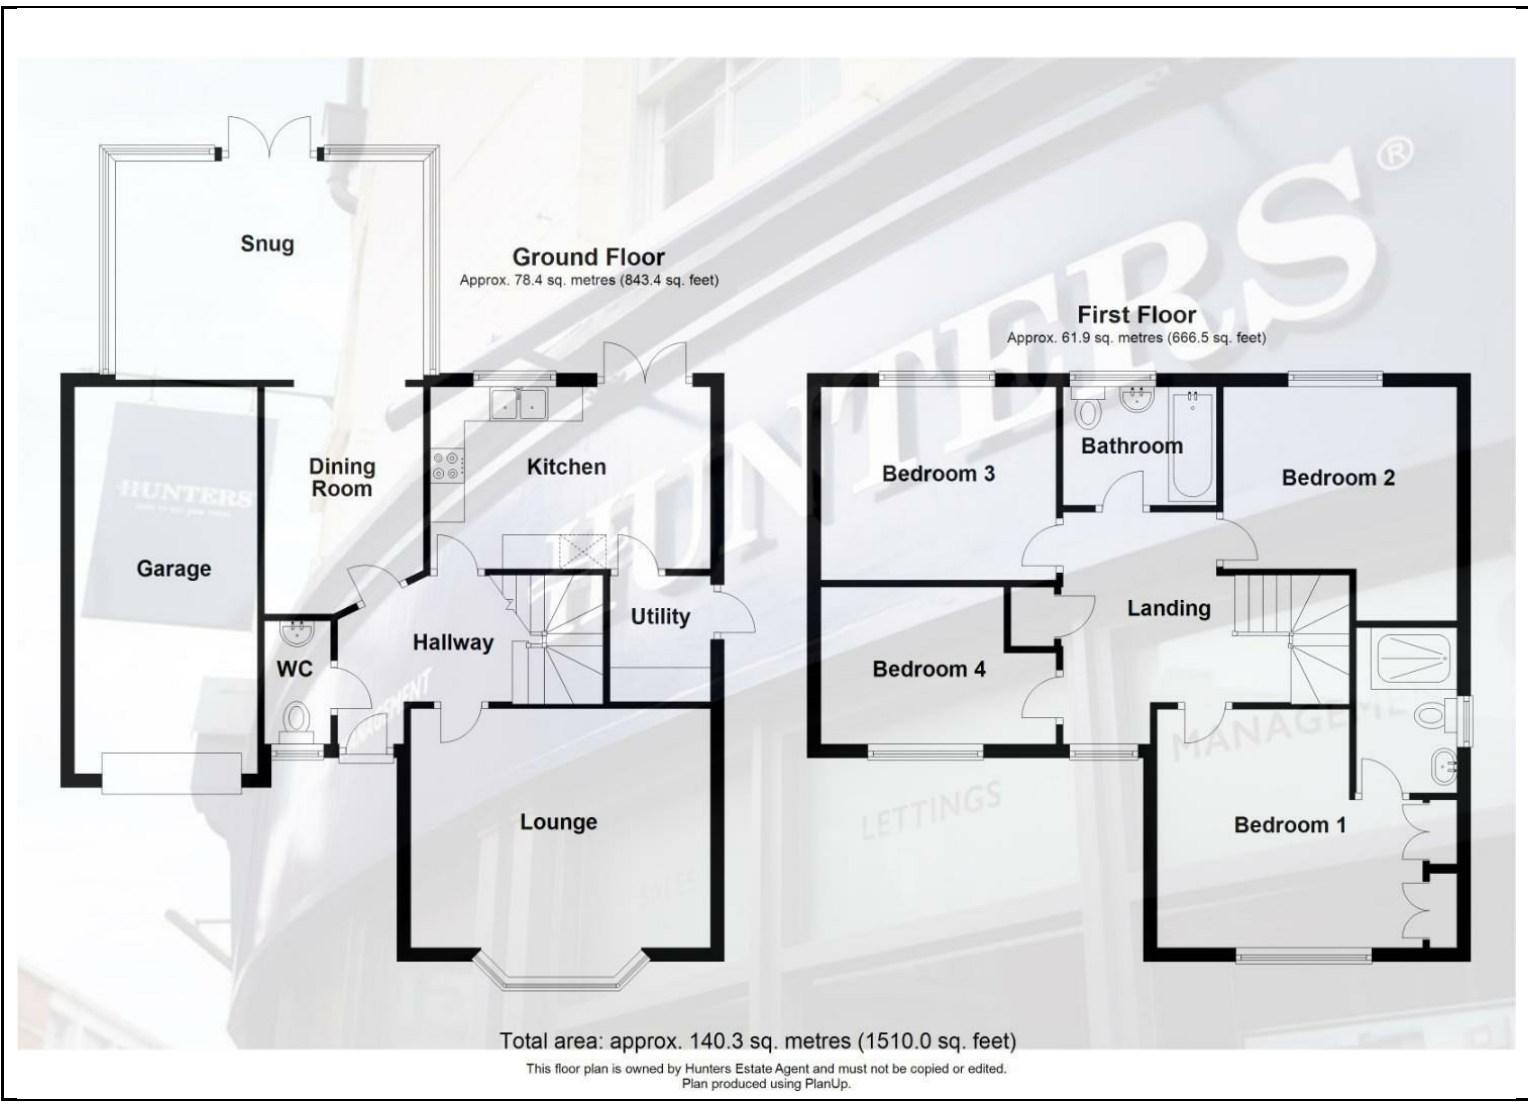 HUNTERS®
Ground Floor
Approx. 78.4 sq. metres (843.4 sq. feet)
Snug
Dining
Room
Kitchen
Garage
Hallway
Utility
WC
Lounge
First Floor
Approx. 61.9 sq. metres (666.5 sq. feet)
Bedroom 3
Bathroom
Bedroom 2
Landing
Bedroom 4
Bedroom 1
HUNTERS
MANAGEMENT
LETTINGS
SALES
MANAGEME
Total area: approx. 140.3 sq. metres (1510.0 sq. feet)
This floor plan is owned by Hunters Estate Agent and must not be copied or edited.
Plan produced using PlanUp.